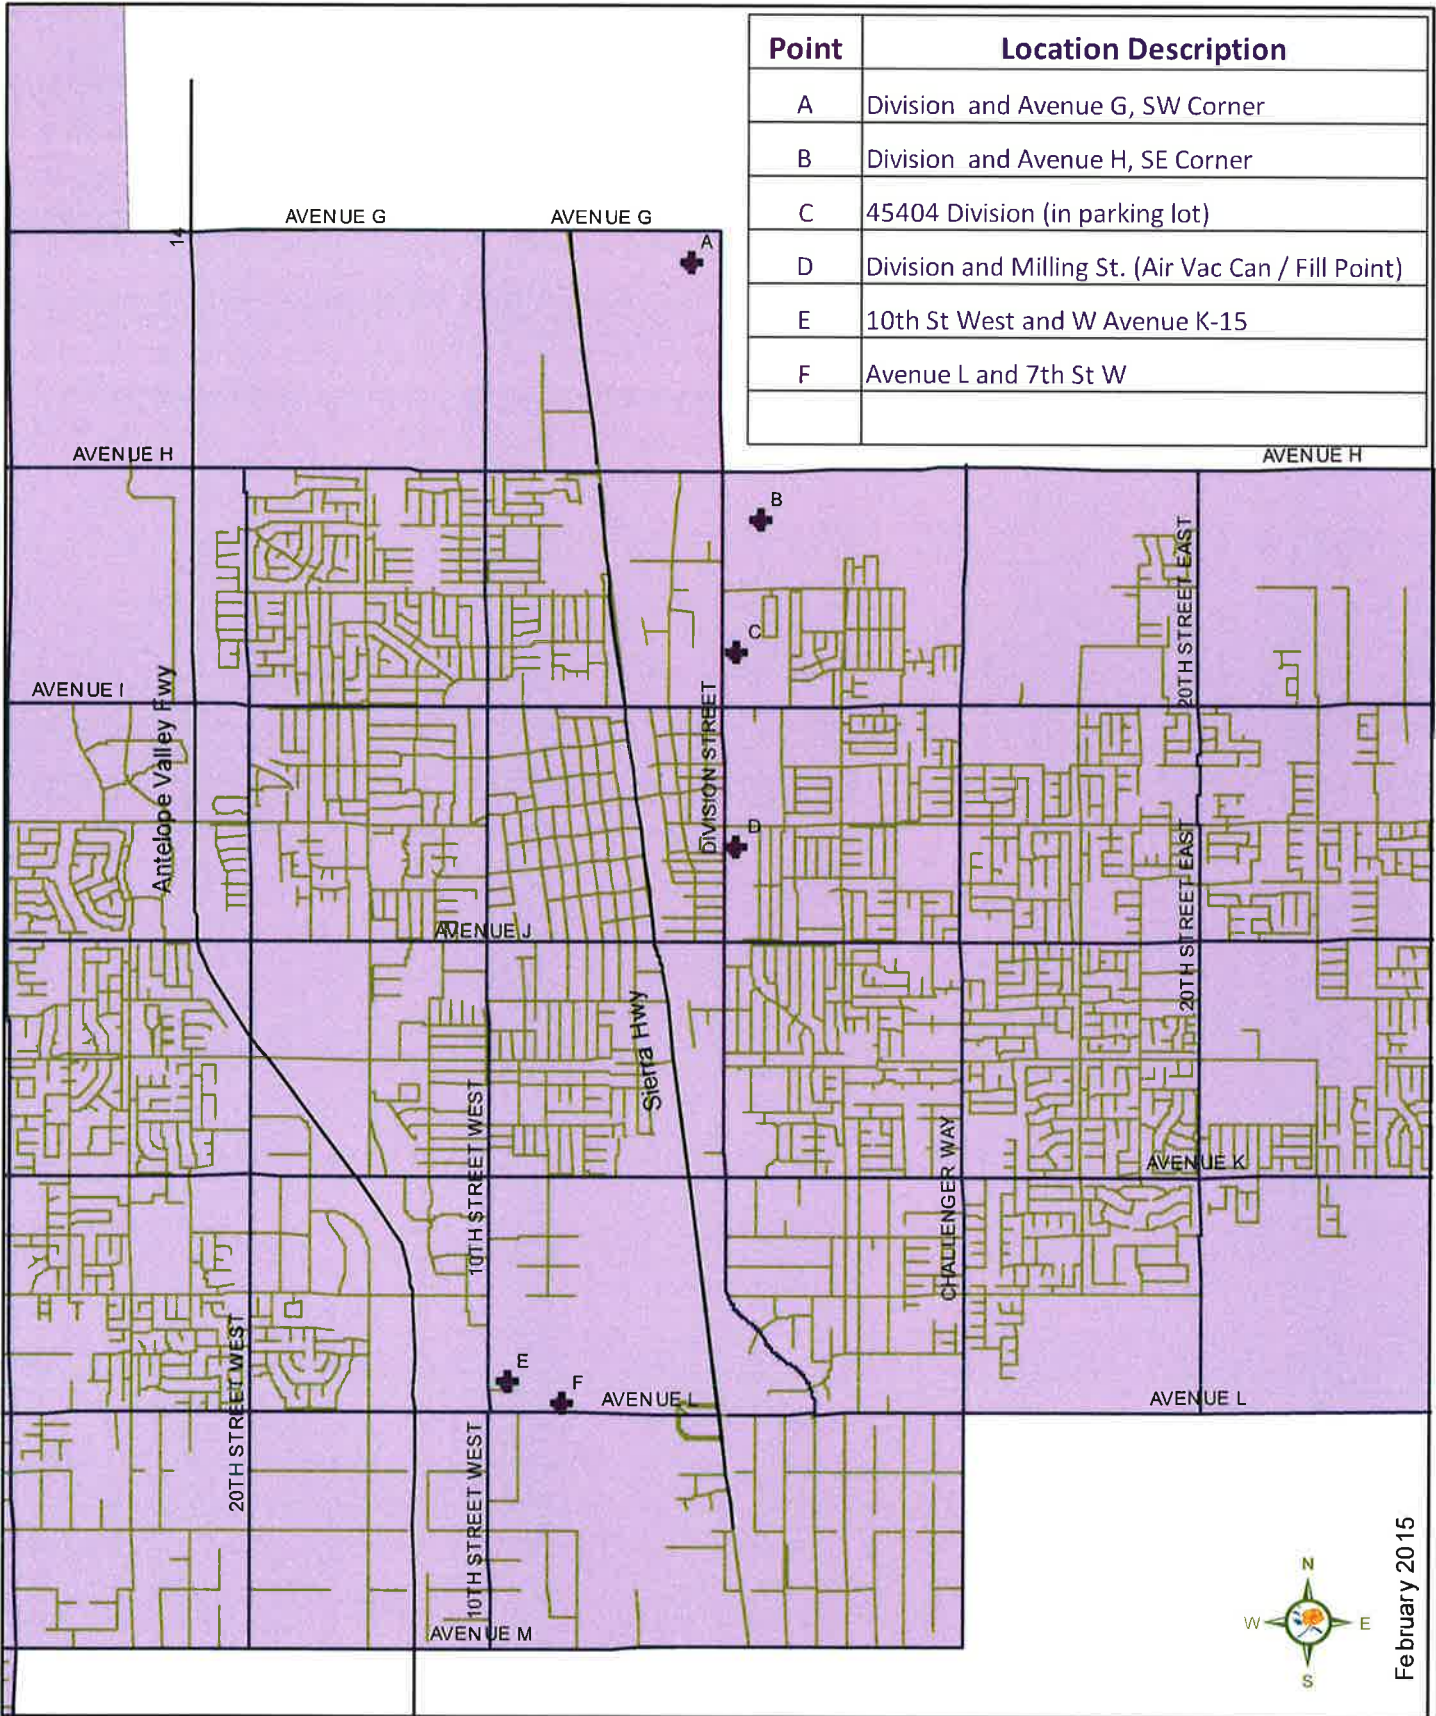 Point Location Description
A Division and Avenue G, SW Corner
B Division and Avenue H, SE Corner
C 45404 Division (in parking lot)
D Division and Milling St. (Air Vac Can / Fill Point)
E 10th St West and W Avenue K-15
F Avenue L and 7th St W
AVENUE G
AVENUE G
14
A
AVENUE H
AVENUE H
B
20TH STREET EAST
C
AVENUE I
Antelope Valley Fwy
DIVISION STREET
D
20TH STREET EAST
AVENUE J
Sierra Hwy
10TH STREET WEST
CHALLENGER WAY
AVENUE K
E
F
AVENUE L
AVENUE L
20TH STREET WEST
10TH STREET WEST
AVENUE M
N
W E
S
February 2015